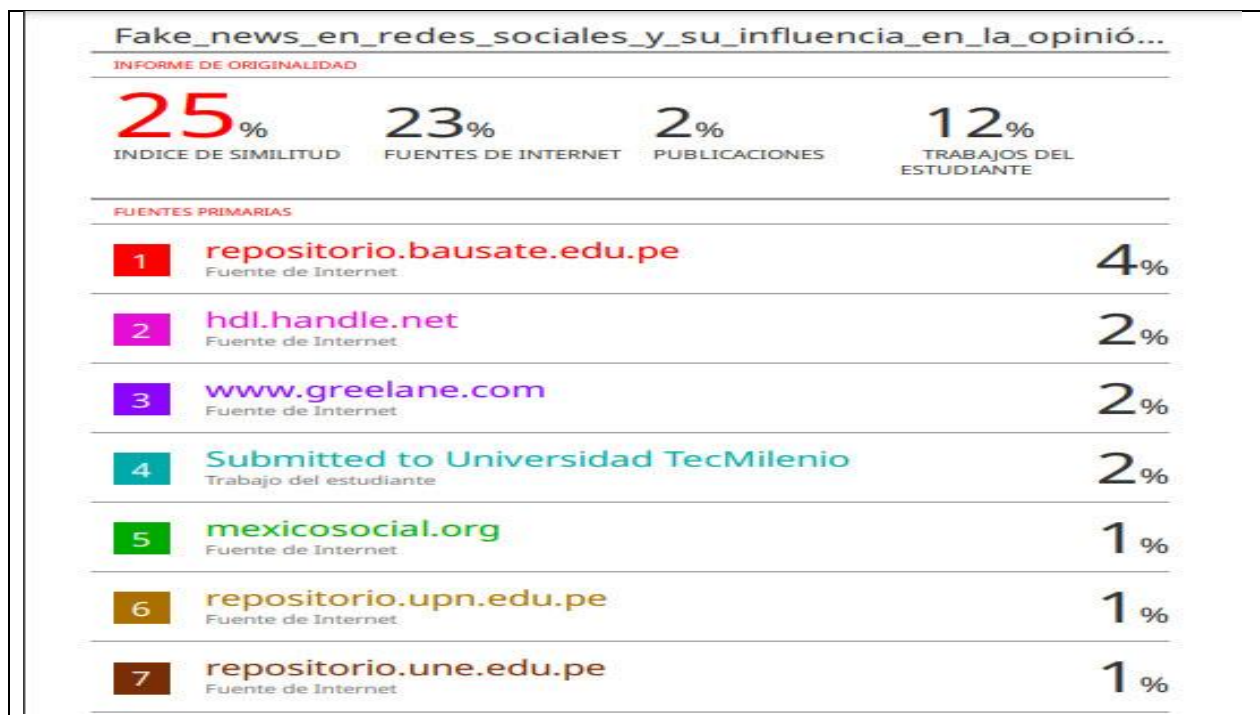 Fake_news_en_redes_sociales_y_su_influencia_en_la_opinió...
INFORME DE ORIGINALIDAD
25% 23% 2% 12%
INDICE DE SIMILITUD FUENTES DE INTERNET PUBLICACIONES TRABAJOS DEL
ESTUDIANTE
FUENTES PRIMARIAS
1 repositorio.bausate.edu.pe 4%
Fuente de Internet
2 hdl.handle.net 2%
Fuente de Internet
3 www.greelane.com 2%
Fuente de Internet
4 Submitted to Universidad TecMilenio 2%
Trabajo del estudiante
5 mexicosocial.org 1%
Fuente de Internet
6 repositorio.upn.edu.pe 1%
Fuente de Internet
7 repositorio.une.edu.pe 1%
Fuente de Internet